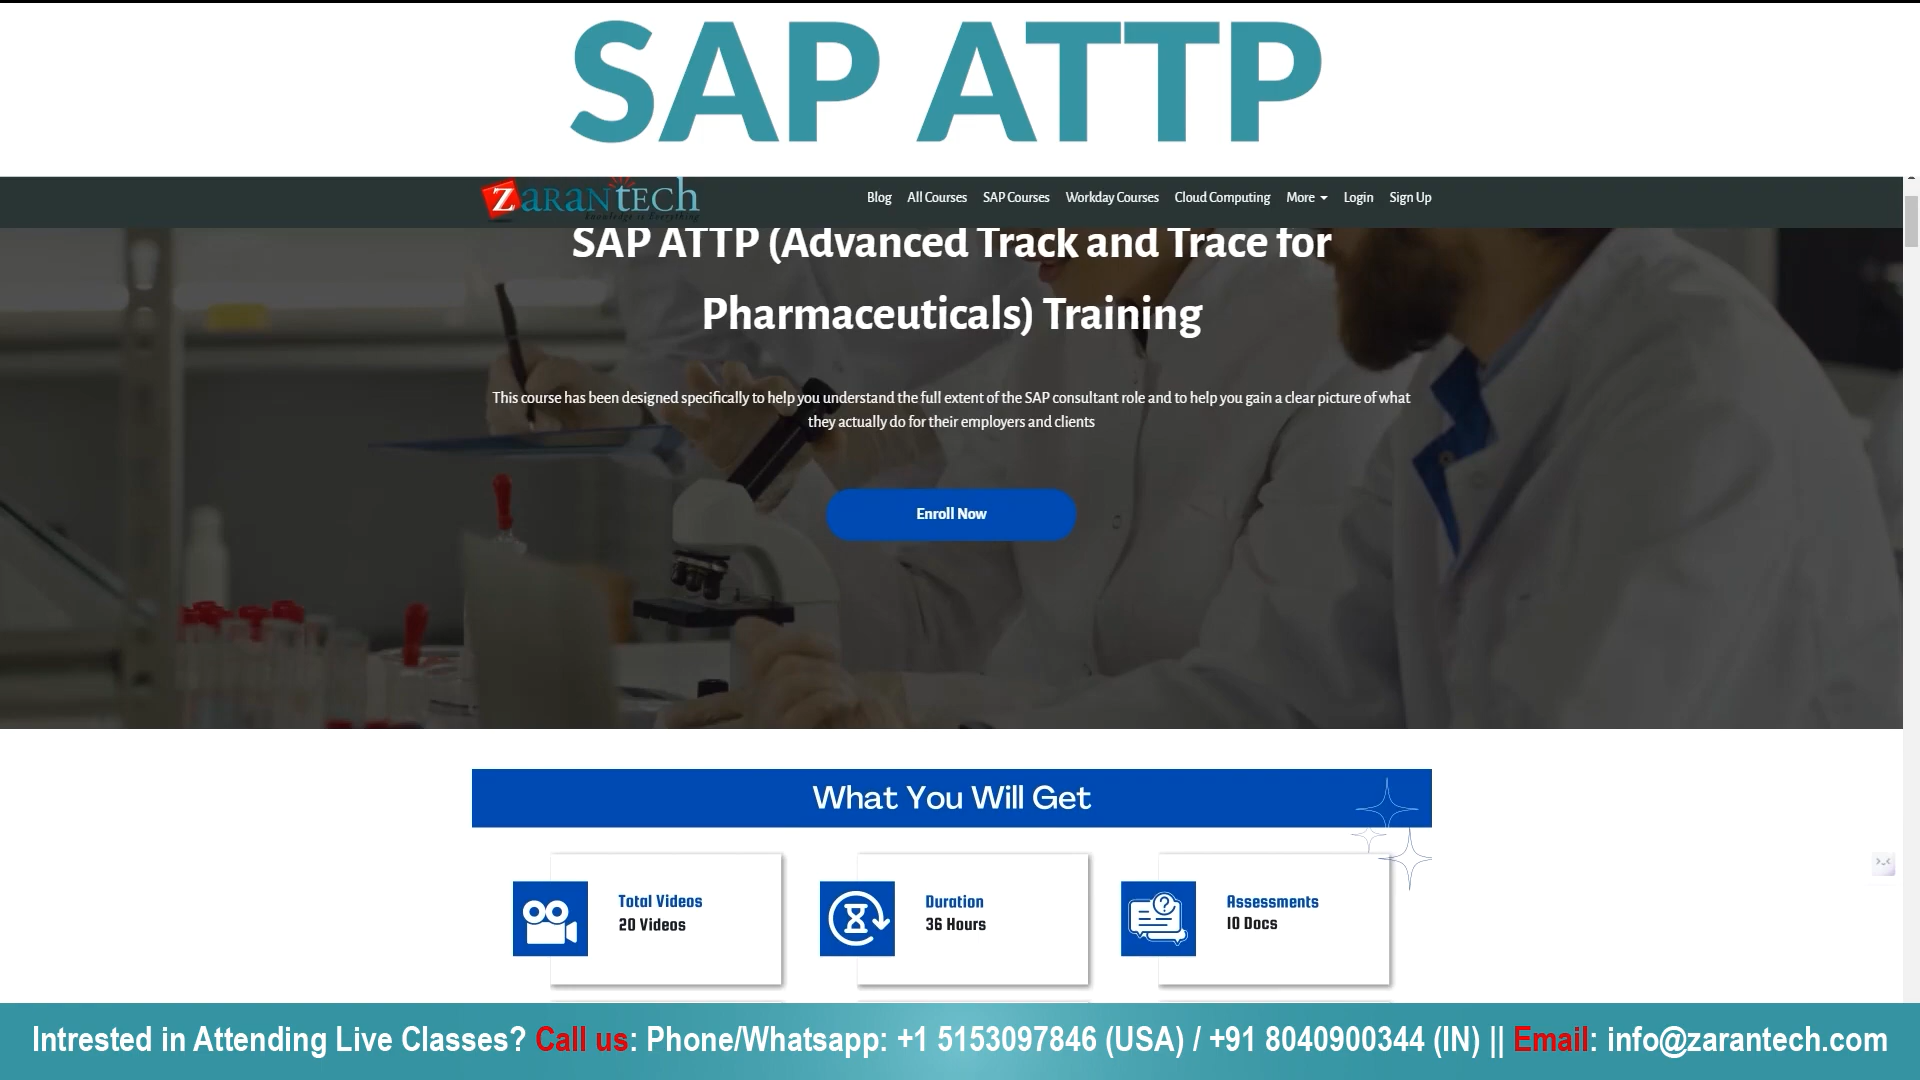 SAP ATTP
ZARANTECH
Knowledge is Everything
Blog All Courses SAP Courses Workday Courses Cloud Computing More Login Sign Up
SAP ATTP (Advanced Track and Trace for
Pharmaceuticals) Training
This course has been designed specifically to help you understand the full extent of the SAP consultant role and to help you gain a clear picture of what
they actually do for their employers and clients
Enroll Now
What You Will Get
Total Videos
20 Videos
Duration
36 Hours
Assessments
10 Docs
Intrested in Attending Live Classes? Call us: Phone/Whatsapp: +1 5153097846 (USA) / +91 8040900344 (IN) || Email: info@zarantech.com